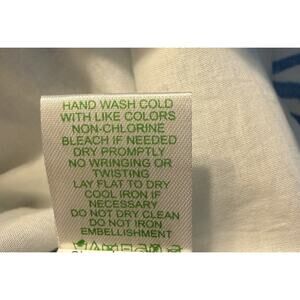 HAND WASH COLD
WITH LIKE COLORS
NON-CHLORINE
BLEACH IF NEEDED
DRY PROMPTLY
NO WRINGING OR
TWISTING
LAY FLAT TO DRY
COOL IRON IF
NECESSARY
DO NOT DRY CLEAN
DO NOT IRON
EMBELLISHMENT